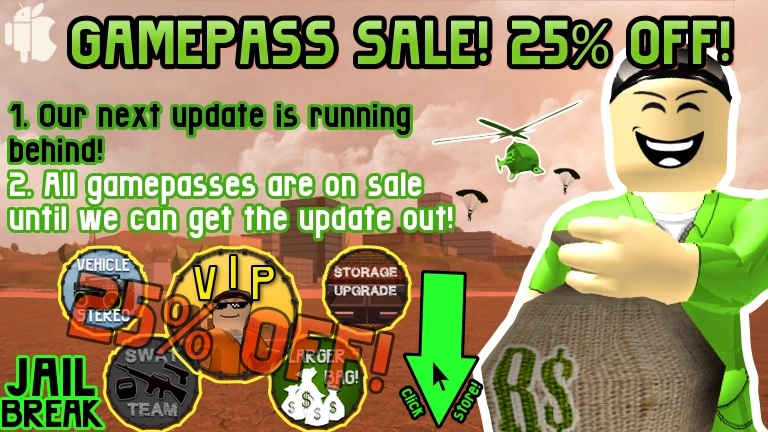 GAMEPASS SALE! 25% OFF!
1. Our next update is running
behind!
2. All gamepasses are on sale
until we can get the update out!
VEHICLE
STEREO
VIP
STORAGE
UPGRADE
25% OFF!
SWAT
TEAM
LARGER
BAG!
$ $ $ $
click
store!
R$
JAIL
BREAK